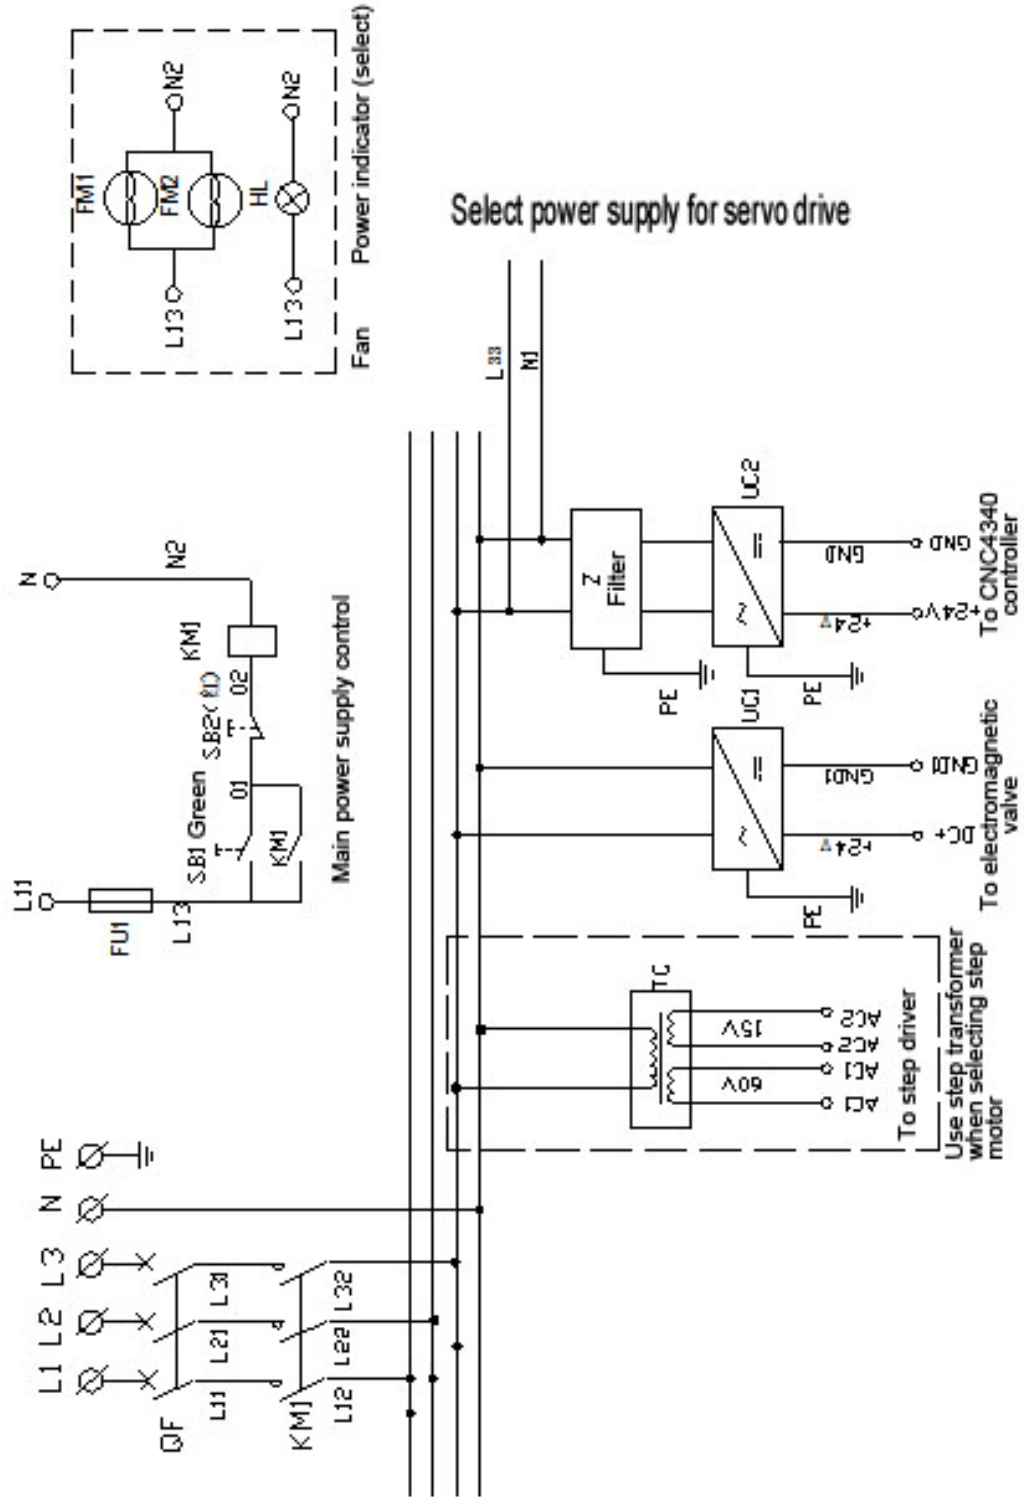 FM1
FM2
HL
L13
N2
L13
N2
Fan
Power indicator (select)
Select power supply for servo drive
L11
N
FU1
L13
SB1 Green
KM1
01
SB2(红)
02
KM1
N2
Main power supply control
L33
N1
L1
L2
L3
N
PE
QF
L11
L21
L31
KM1
L12
L22
L32
TC
60V
15V
AC1
AC1
AC2
AC2
To step driver
Use step transformer
when selecting step
motor
UC1
PE
+24V
GND1
DC+
GND1
To electromagnetic
valve
Z
Filter
PE
UC2
PE
+24V
GND
+24V
GND
To CNC4340
controller